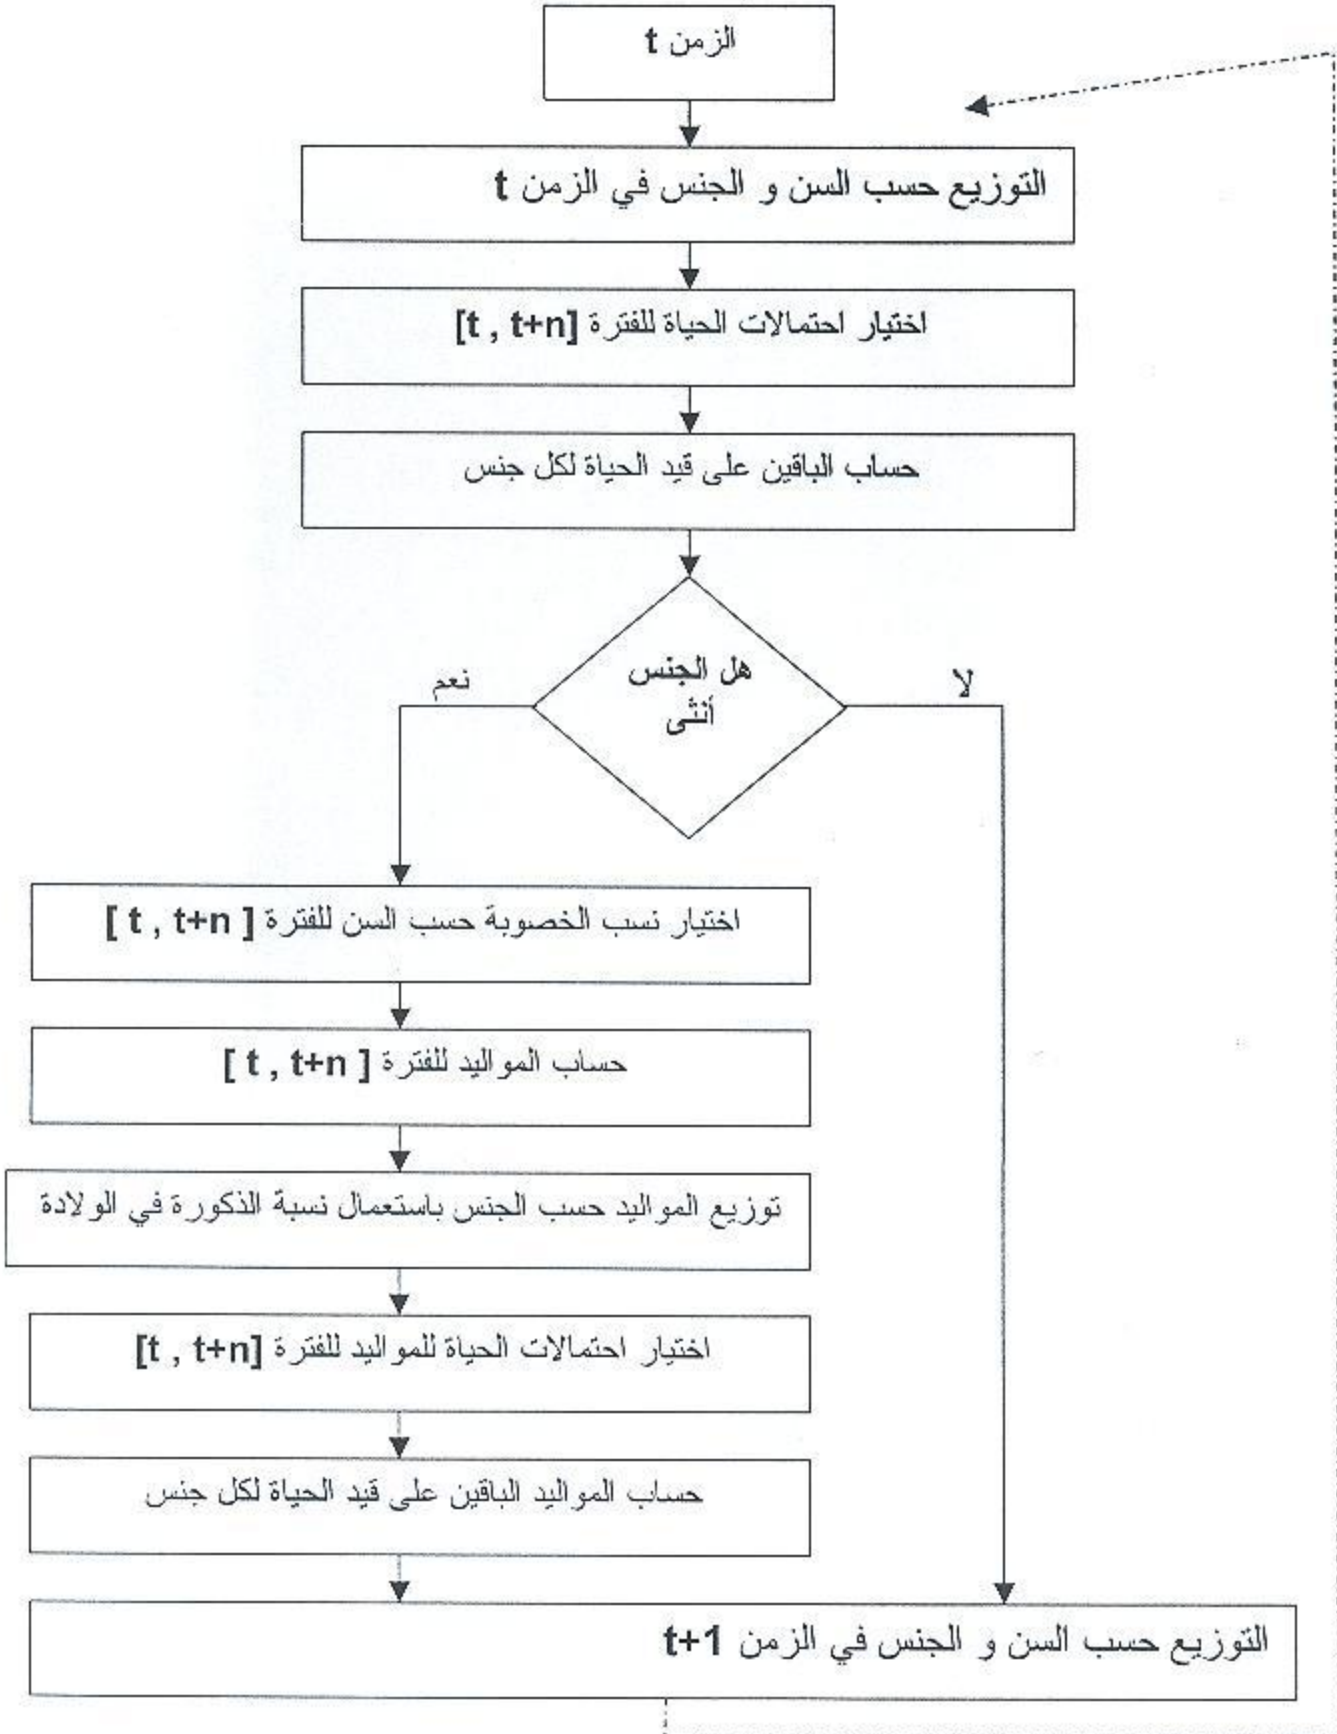 الزمن t
التوزيع حسب السن و الجنس في الزمن t
اختيار احتمالات الحياة للفترة [t , t+n]
حساب الباقين على قيد الحياة لكل جنس
هل الجنس
أنثى
نعم
لا
اختيار نسب الخصوبة حسب السن للفترة [ t , t+n ]
حساب المواليد للفترة [ t , t+n ]
توزيع المواليد حسب الجنس باستعمال نسبة الذكورة في الولادة
اختيار احتمالات الحياة للمواليد للفترة [t , t+n]
حساب المواليد الباقين على قيد الحياة لكل جنس
التوزيع حسب السن و الجنس في الزمن t+1